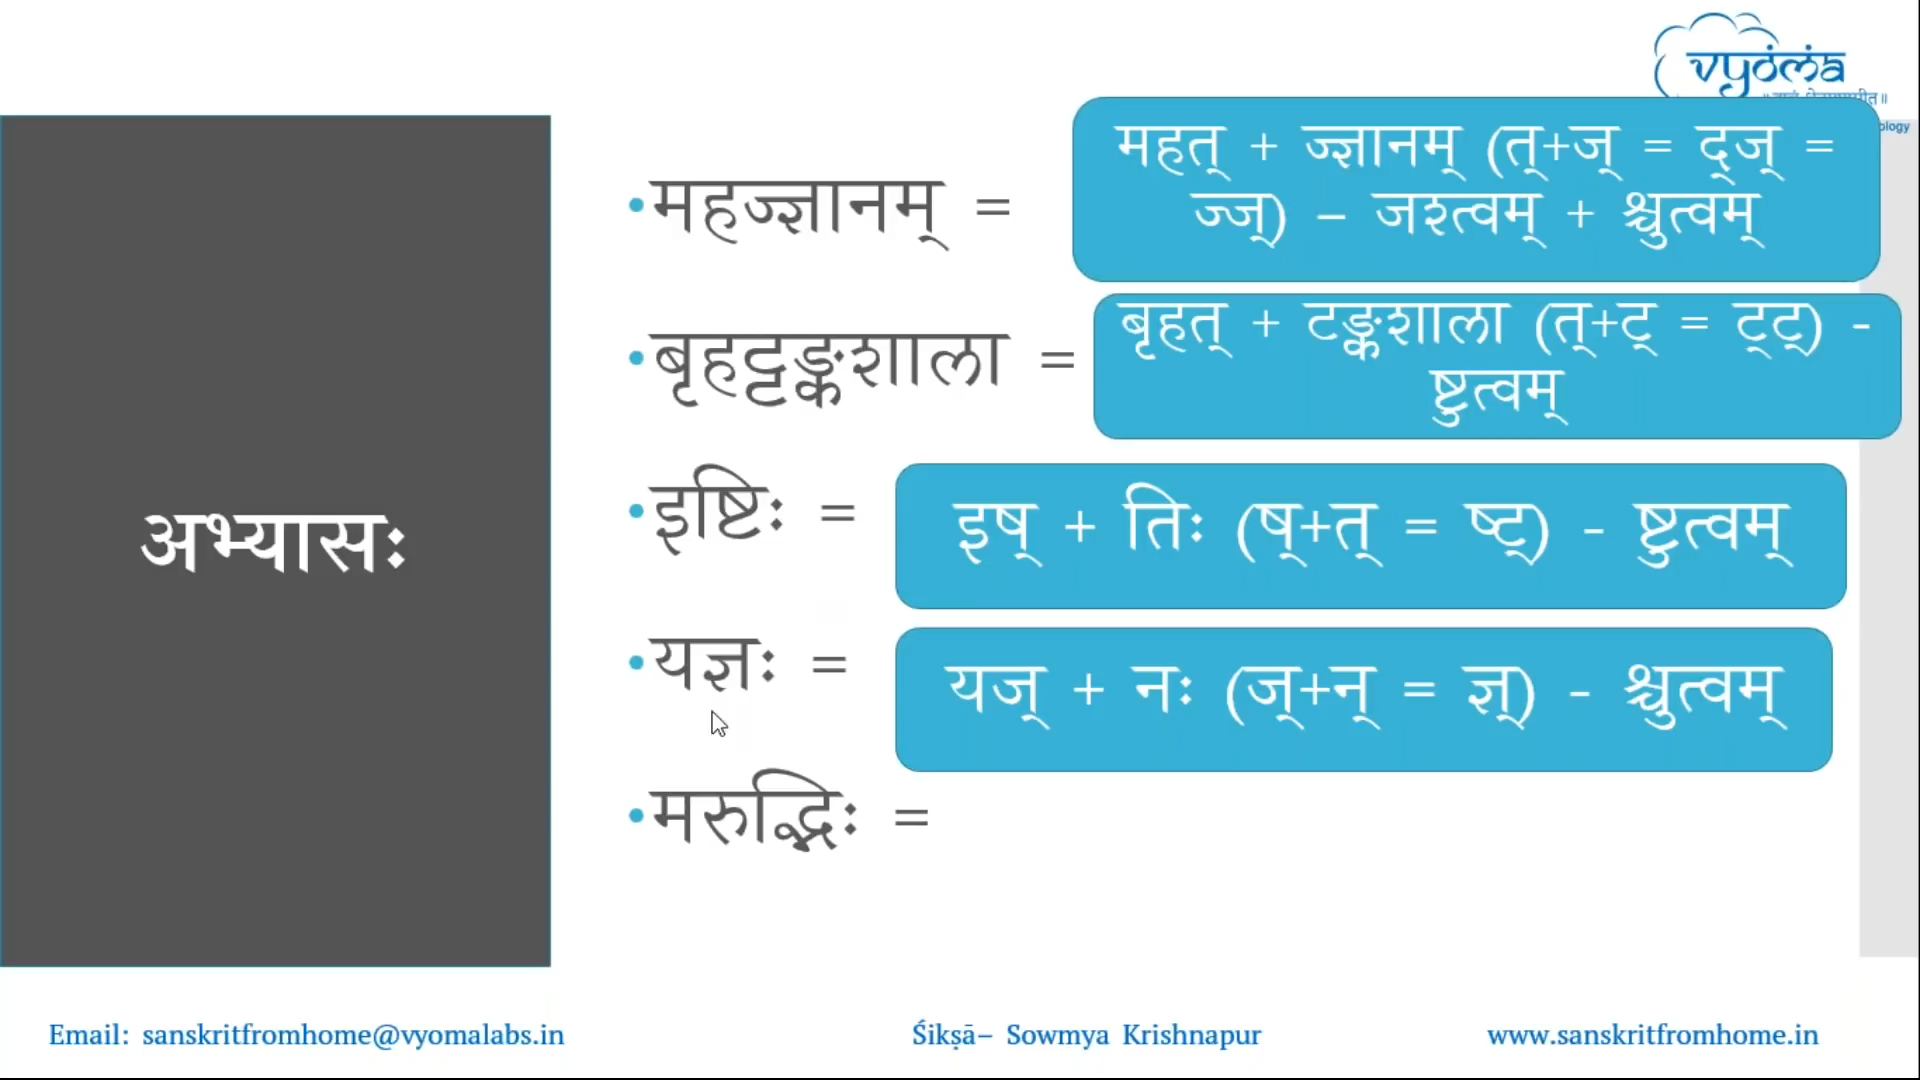 vyoma
•महज्ज्ञानम् =
महत् + ज्ज्ञानम् (त्+ज् = द्ज् =
ज्ज्) – जश्त्वम् + श्चुत्वम्
•बृहट्टङ्कशाला =
बृहत् + टङ्कशाला (त्+ट् = ट्ट्) -
ष्टुत्वम्
अभ्यासः
•इष्टिः =
इष् + तिः (ष्+त् = ष्ट्) - ष्टुत्वम्
•यज्ञः =
यज् + नः (ज्+न् = ज्ञ्) - श्चुत्वम्
•मरुद्भिः =
Email: sanskritfromhome@vyomalabs.in
Śikṣā– Sowmya Krishnapur
www.sanskritfromhome.in